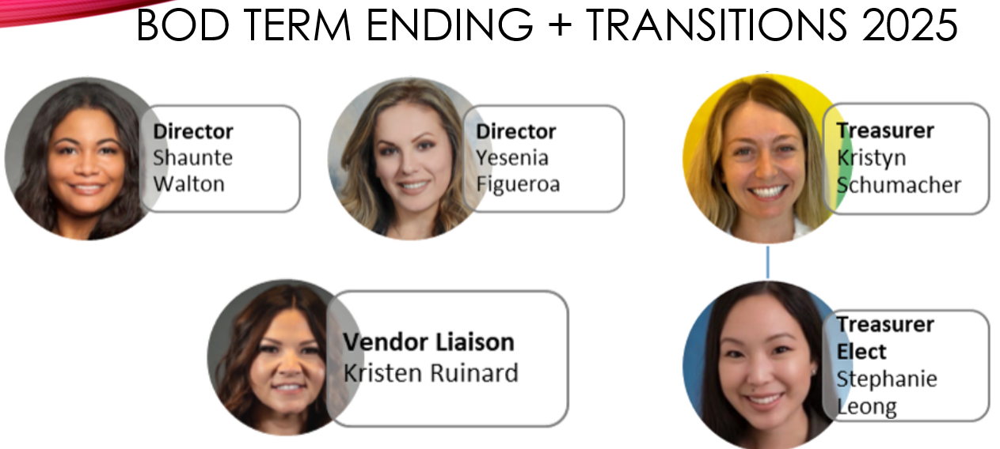 BOD TERM ENDING + TRANSITIONS 2025
Director
Shaunte
Walton
Director
Yesenia
Figueroa
Treasurer
Kristyn
Schumacher
Vendor Liaison
Kristen Ruinard
Treasurer
Elect
Stephanie
Leong